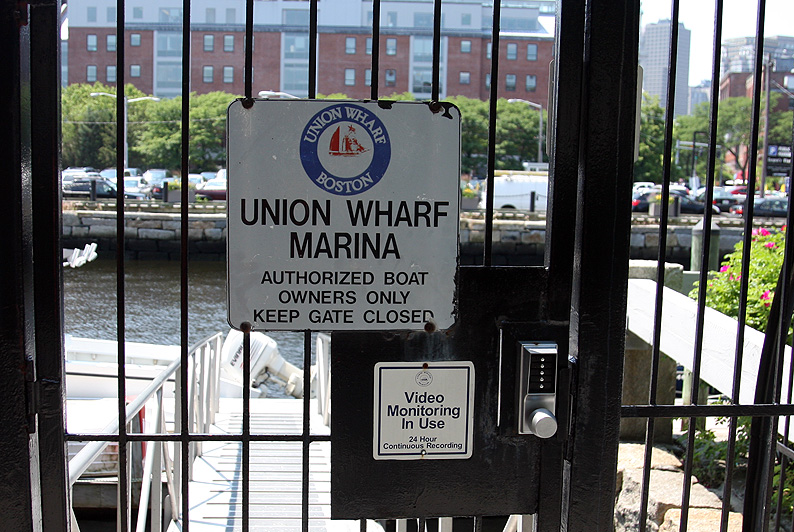 UNION WHARF
BOSTON
UNION WHARF
MARINA
AUTHORIZED BOAT
OWNERS ONLY
KEEP GATE CLOSED
Video
Monitoring
In Use
24 Hour
Continuous Recording